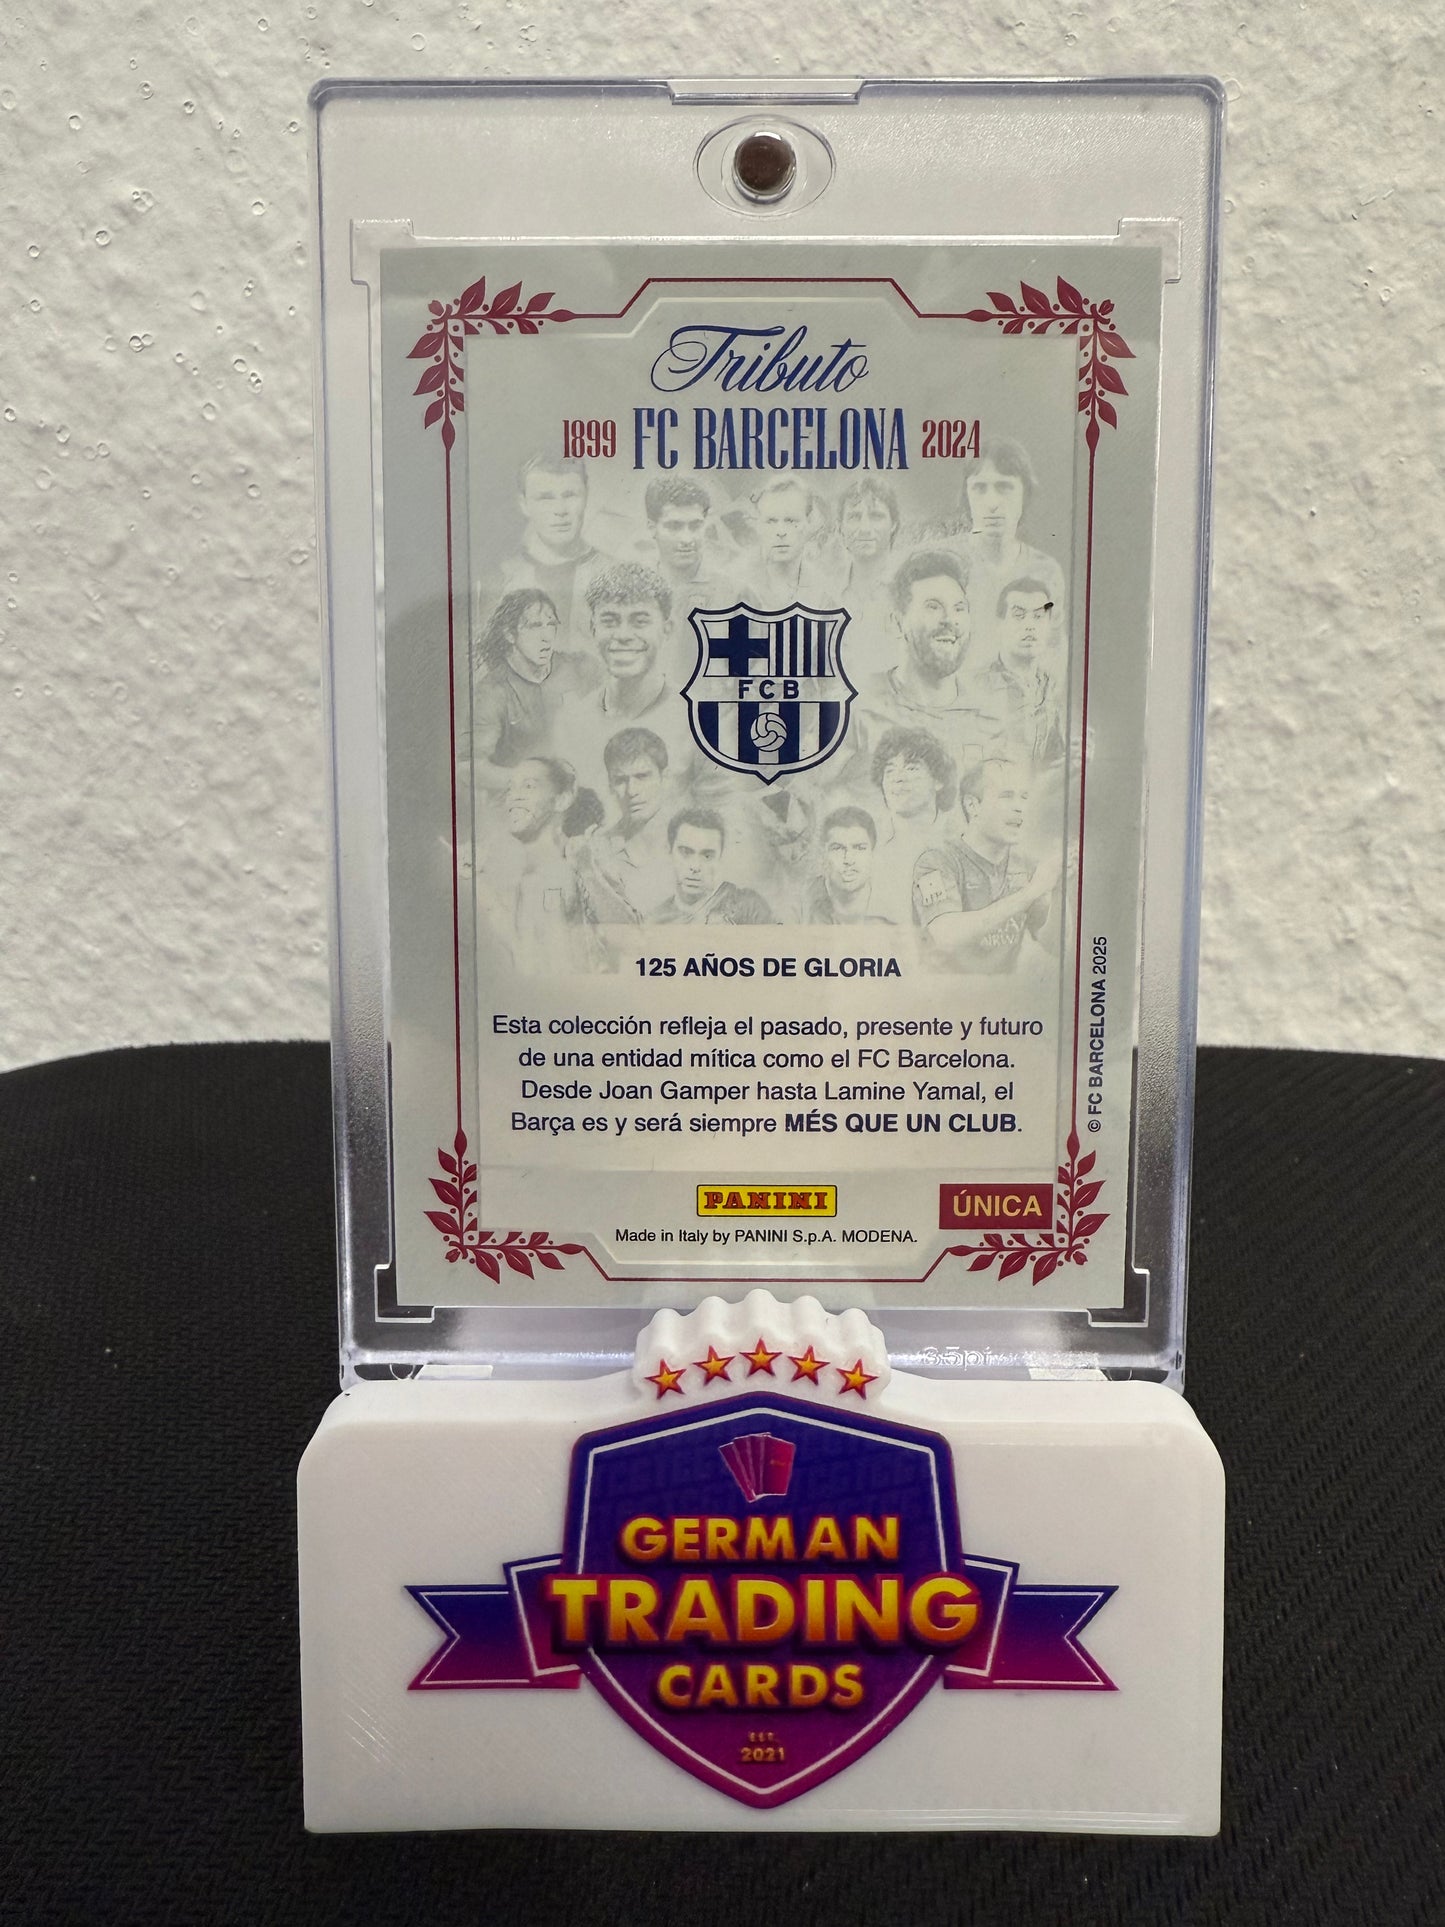 Tributo
1899 FC BARCELONA 2024
FCB
125 AÑOS DE GLORIA
Esta colección refleja el pasado, presente y futuro
de una entidad mítica como el FC Barcelona.
Desde Joan Gamper hasta Lamine Yamal, el
Barça es y será siempre MÉS QUE UN CLUB.
© FC BARCELONA 2025
PANINI
ÚNICA
Made in Italy by PANINI S.p.A. MODENA.
35pt
GERMAN
TRADING
CARDS
EST.
2021